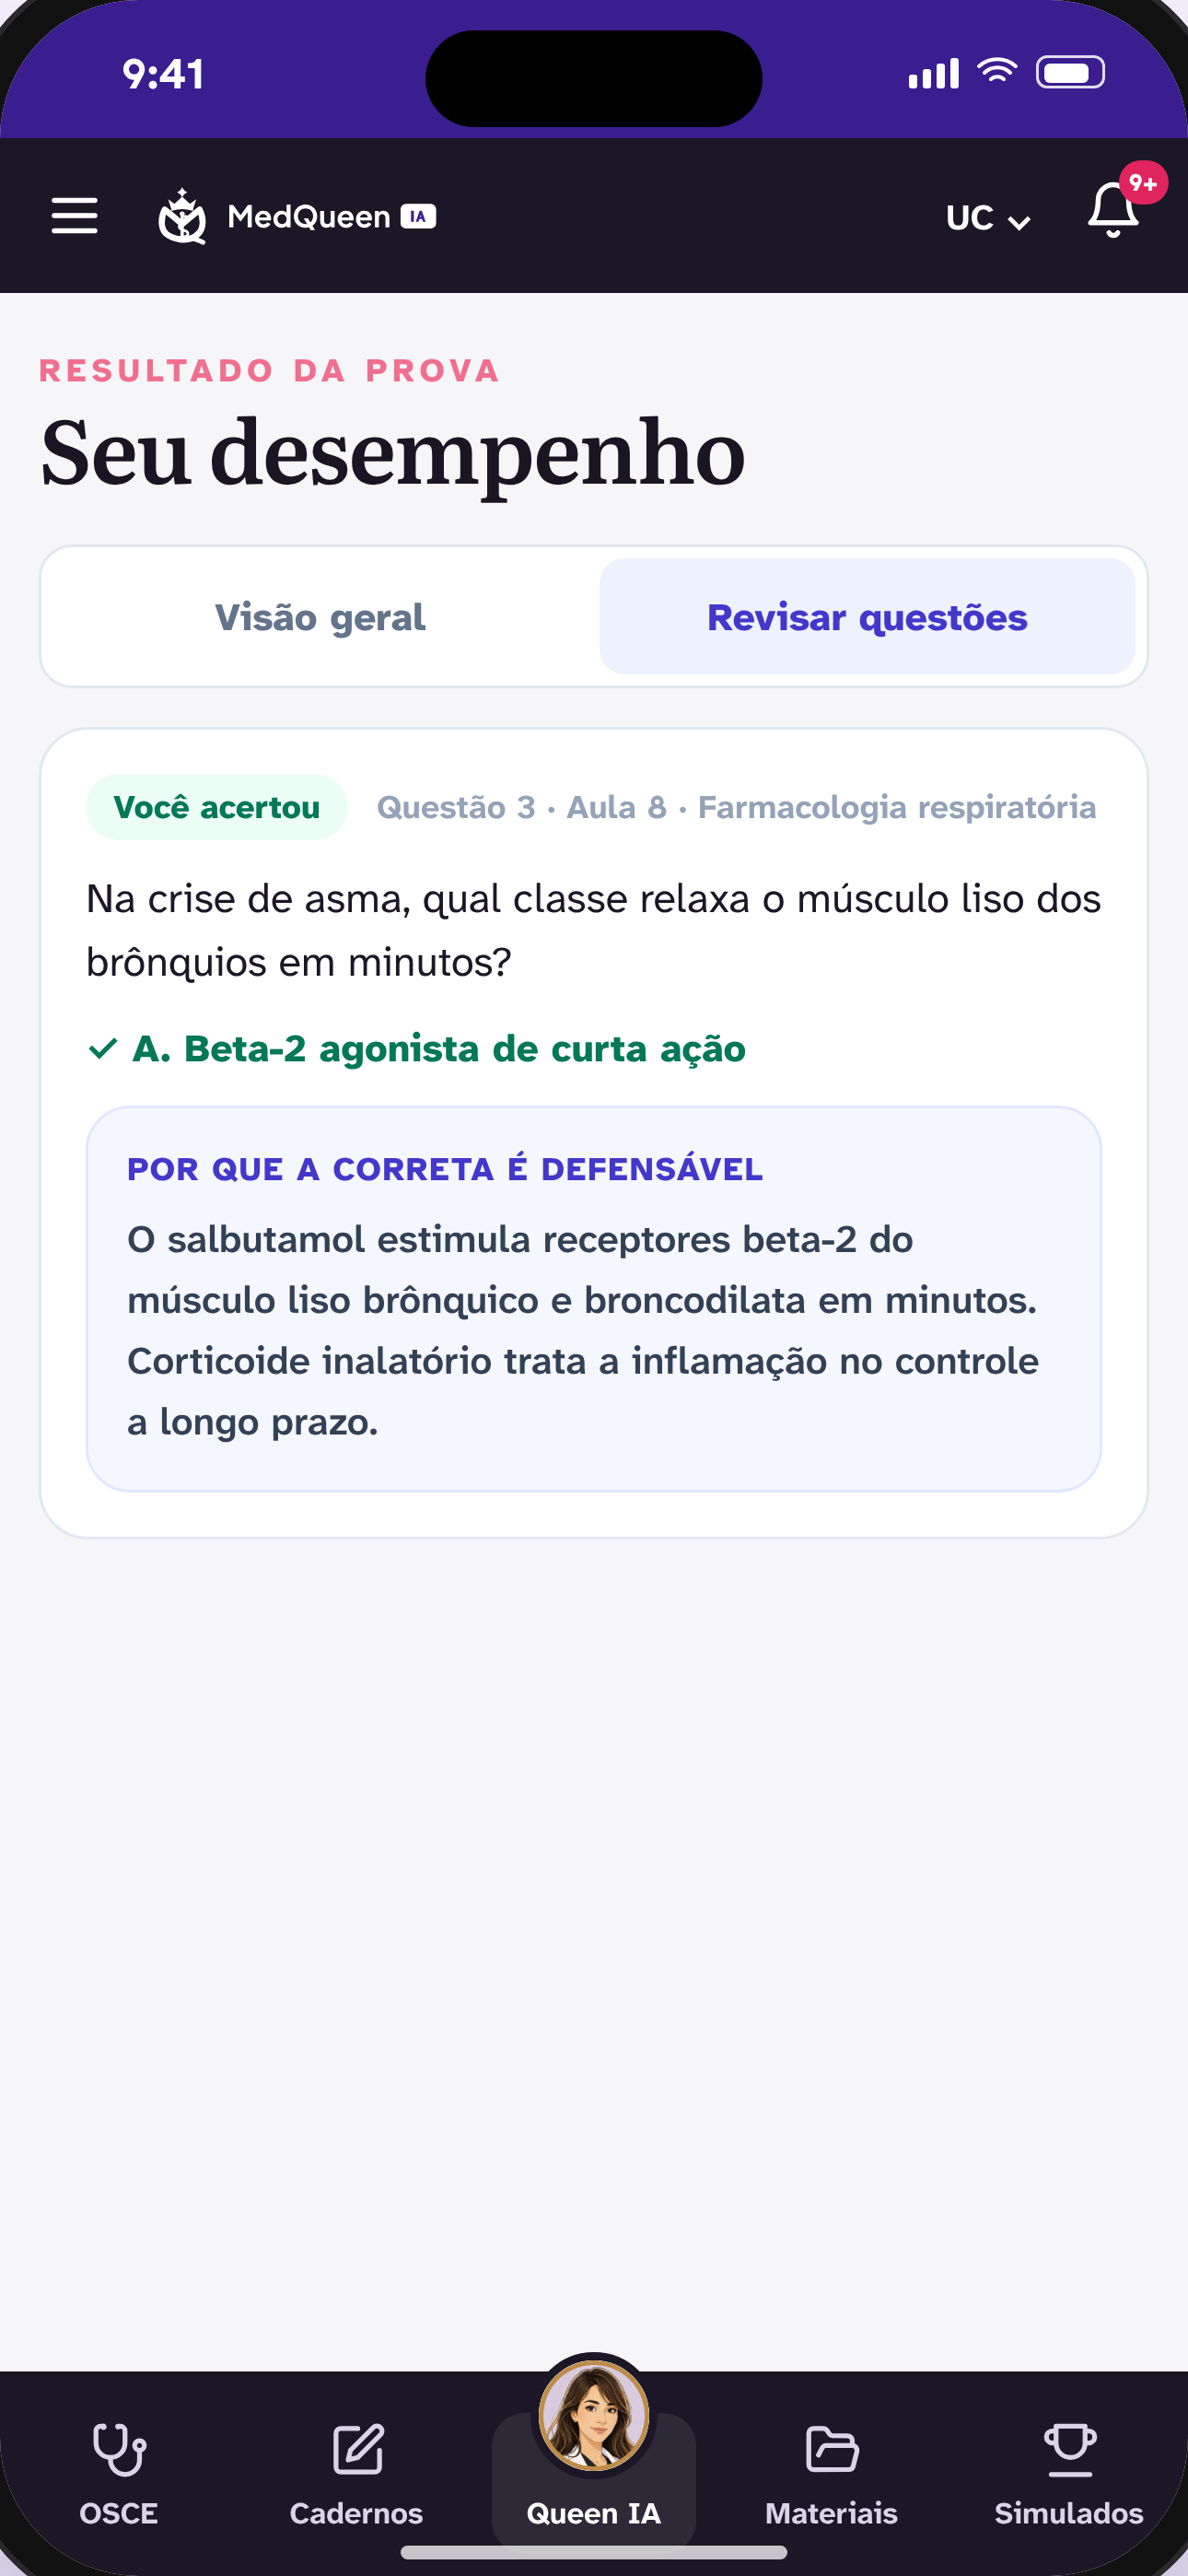 9:41
MedQueen IA
UC
9+
RESULTADO DA PROVA
Seu desempenho
Visão geral
Revisar questões
Você acertou
Questão 3 · Aula 8 · Farmacologia respiratória
Na crise de asma, qual classe relaxa o músculo liso dos
brônquios em minutos?
A. Beta-2 agonista de curta ação
POR QUE A CORRETA É DEFENSÁVEL
O salbutamol estimula receptores beta-2 do
músculo liso brônquico e broncodilata em minutos.
Corticoide inalatório trata a inflamação no controle
a longo prazo.
OSCE
Cadernos
Queen IA
Materiais
Simulados